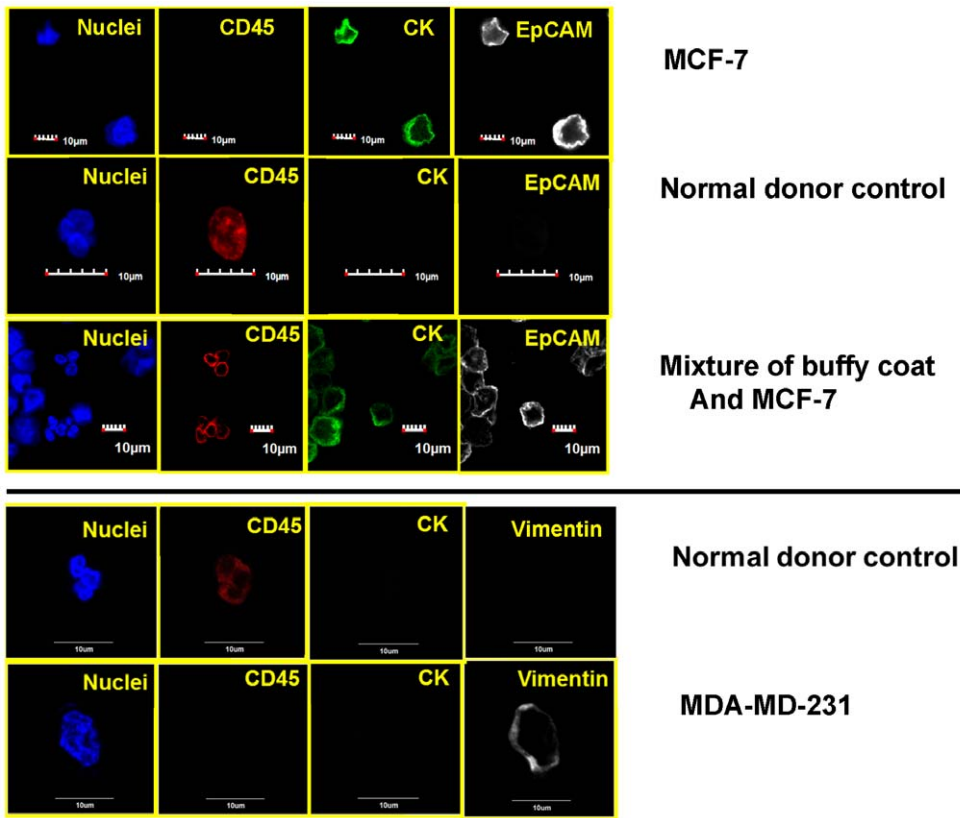 Nuclei CD45 CK EpCAM
MCF-7
10µm 10µm 10µm 10µm
Nuclei CD45 CK EpCAM
Normal donor control
10µm 10µm 10µm 10µm
Nuclei CD45 CK EpCAM
Mixture of buffy coat
And MCF-7
10µm 10µm 10µm 10µm
Nuclei CD45 CK Vimentin
Normal donor control
10um 10um 10um 10um
Nuclei CD45 CK Vimentin
MDA-MD-231
10um 10um 10um 10um